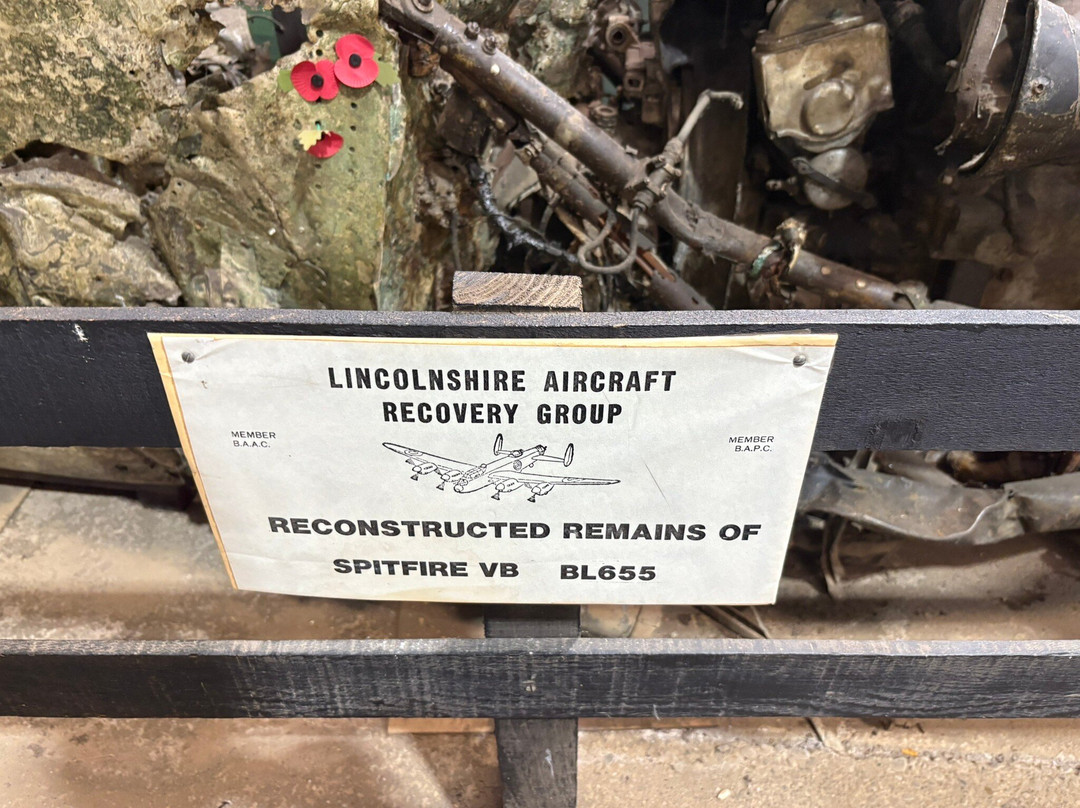 LINCOLNSHIRE AIRCRAFT
RECOVERY GROUP
MEMBER
B.A.A.C.
MEMBER
B.A.P.C.
RECONSTRUCTED REMAINS OF
SPITFIRE VB BL655